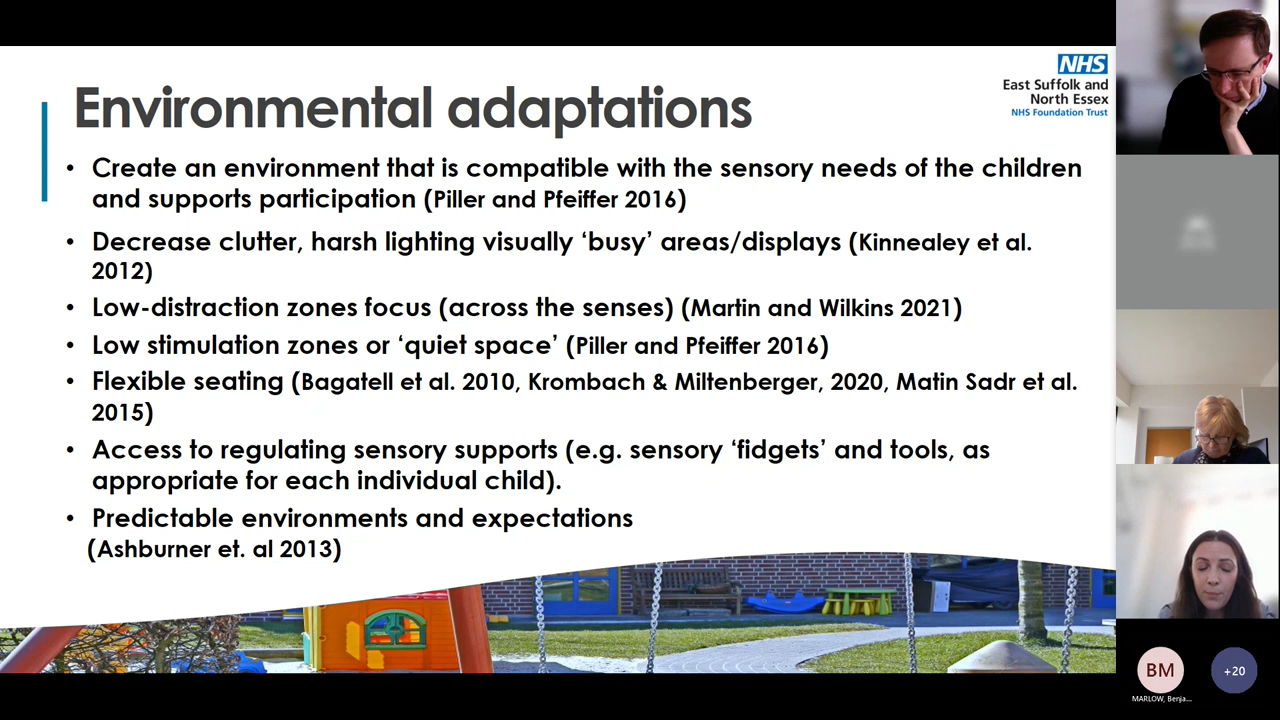 Environmental adaptations
NHS
East Suffolk and
North Essex
NHS Foundation Trust
• Create an environment that is compatible with the sensory needs of the children
and supports participation (Piller and Pfeiffer 2016)
• Decrease clutter, harsh lighting visually ‘busy’ areas/displays (Kinnealey et al.
2012)
• Low-distraction zones focus (across the senses) (Martin and Wilkins 2021)
• Low stimulation zones or ‘quiet space’ (Piller and Pfeiffer 2016)
• Flexible seating (Bagatell et al. 2010, Krombach & Miltenberger, 2020, Matin Sadr et al.
2015)
• Access to regulating sensory supports (e.g. sensory ‘fidgets’ and tools, as
appropriate for each individual child).
• Predictable environments and expectations
(Ashburner et. al 2013)
BM
+20
MARLOW, Benja...